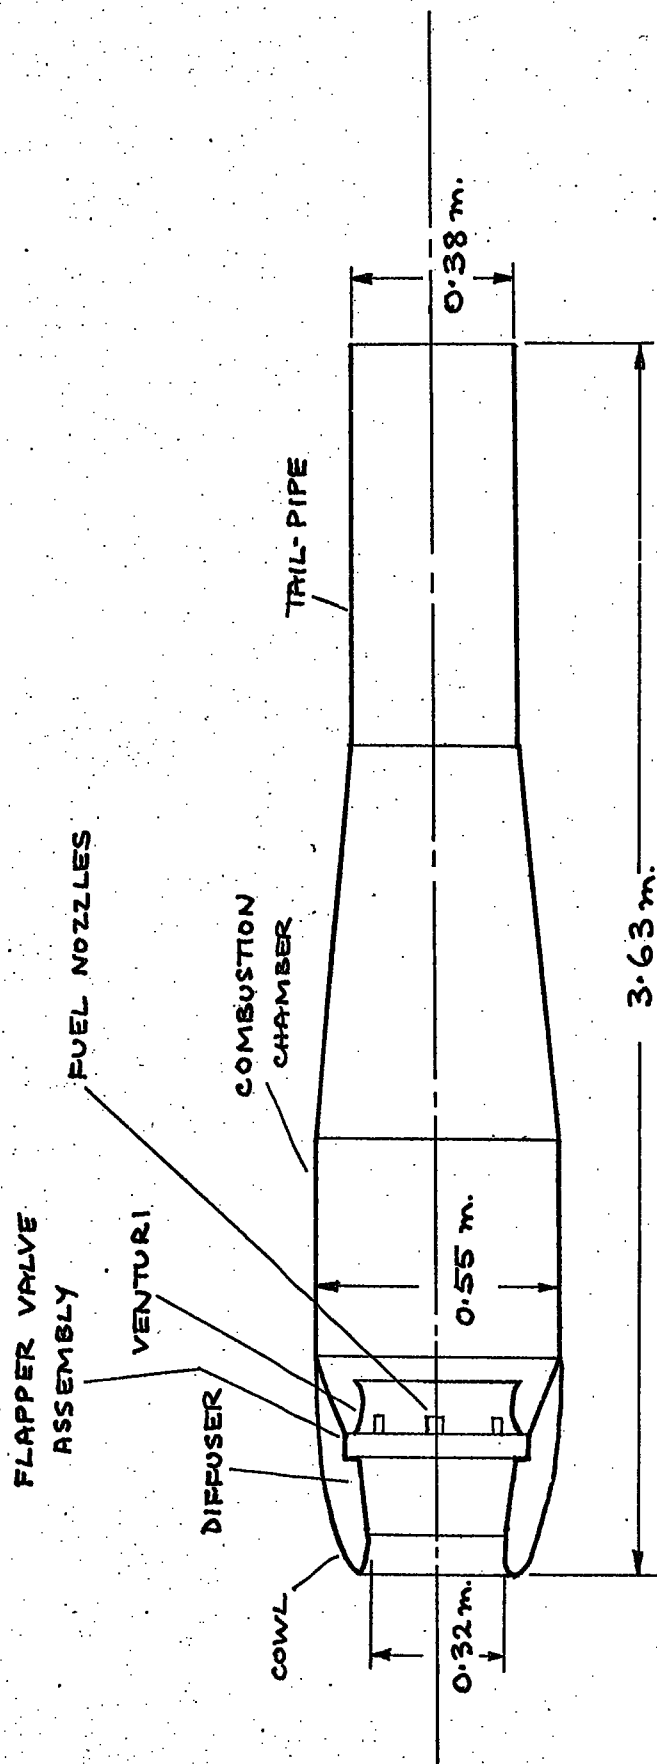 COWL
DIFFUSER
FLAPPER VALVE
ASSEMBLY
VENTURI
FUEL NOZZLES
COMBUSTION
CHAMBER
TAIL-PIPE
0·32m.
0·55 m.
0·38 m.
3·63 m.